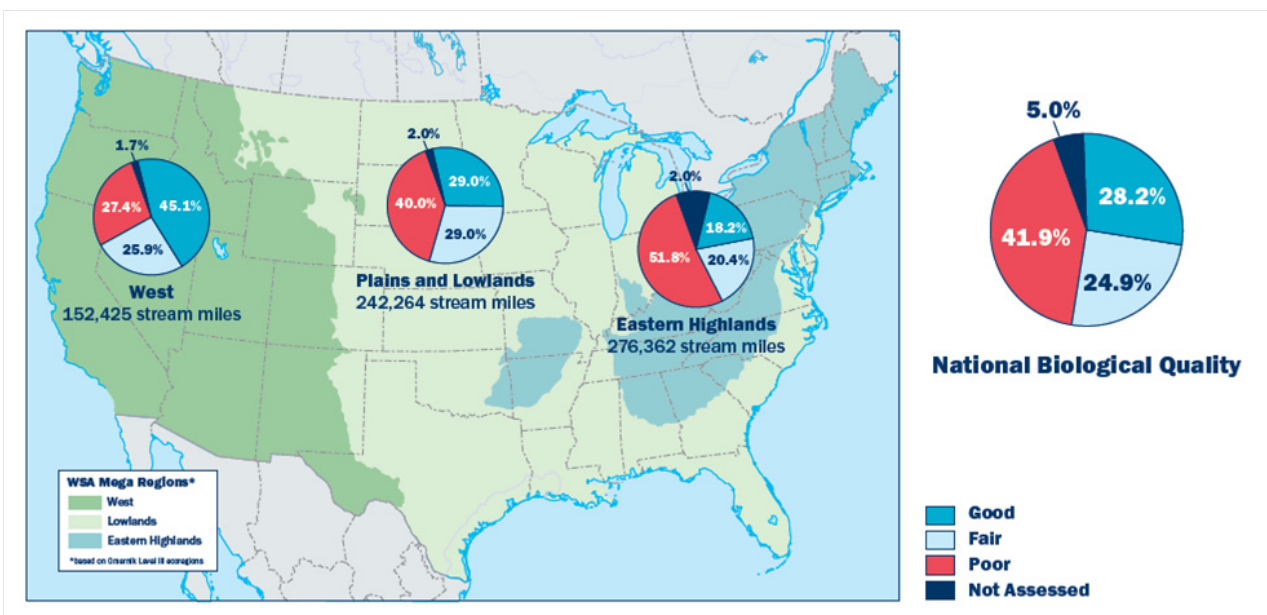 1.7%
45.1%
27.4%
25.9%
West
152,425 stream miles
2.0%
29.0%
40.0%
29.0%
Plains and Lowlands
242,264 stream miles
2.0%
18.2%
51.8%
20.4%
Eastern Highlands
276,362 stream miles
WSA Mega Regions*
West
Lowlands
Eastern Highlands
*based on Omernik Level III ecoregions
5.0%
28.2%
41.9%
24.9%
National Biological Quality
Good
Fair
Poor
Not Assessed